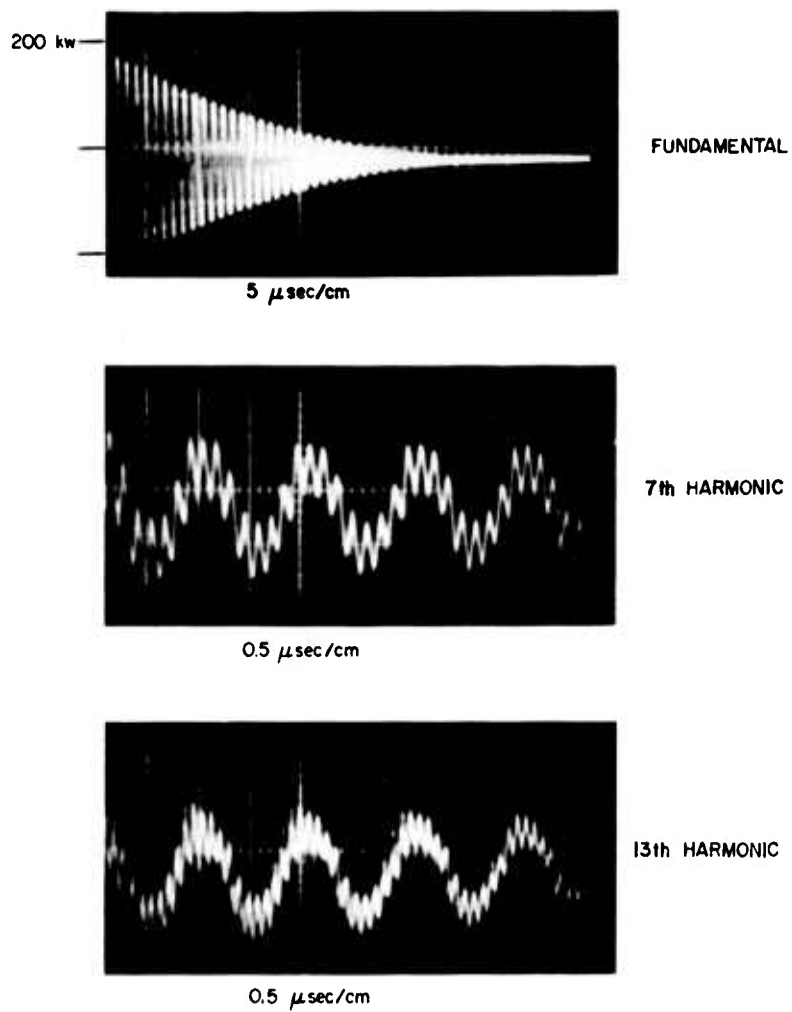 200 kw
FUNDAMENTAL
5 μsec/cm
7th HARMONIC
0.5 μsec/cm
13th HARMONIC
0.5 μsec/cm